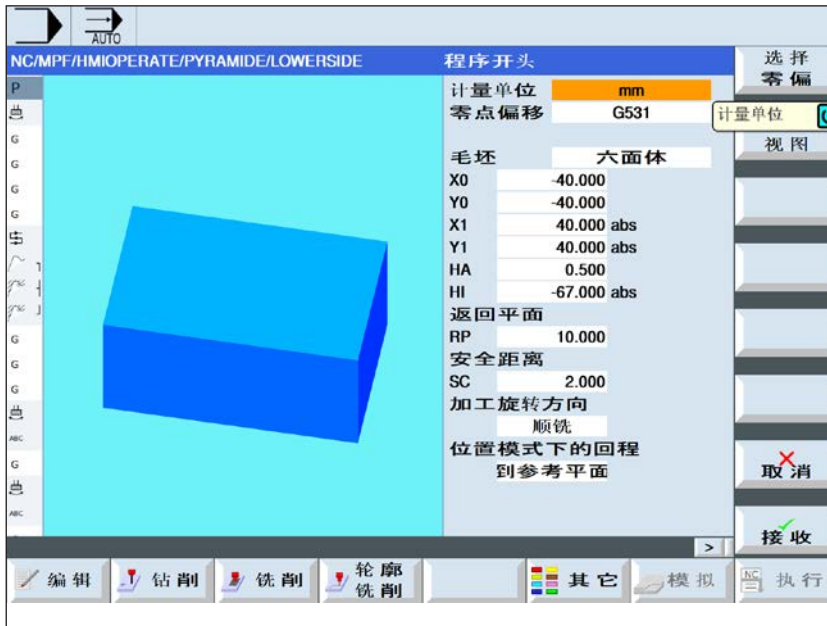 AUTO
NC/MPF/HMIOPERATE/PYRAMIDE/LOWERSIDE
程序开头
计量单位 mm
零点偏移 G531
毛坯 六面体
X0 -40.000
Y0 -40.000
X1 40.000 abs
Y1 40.000 abs
HA 0.500
HI -67.000 abs
返回平面
RP 10.000
安全距离
SC 2.000
加工旋转方向
顺铣
位置模式下的回程
到参考平面
P
G
G
G
G
G
G
G
ABC
G
ABC
选择
零偏
计量单位
视图
取消
接收
>
编辑
钻削
铣削
轮廓
铣削
其它
模拟
NC
执行